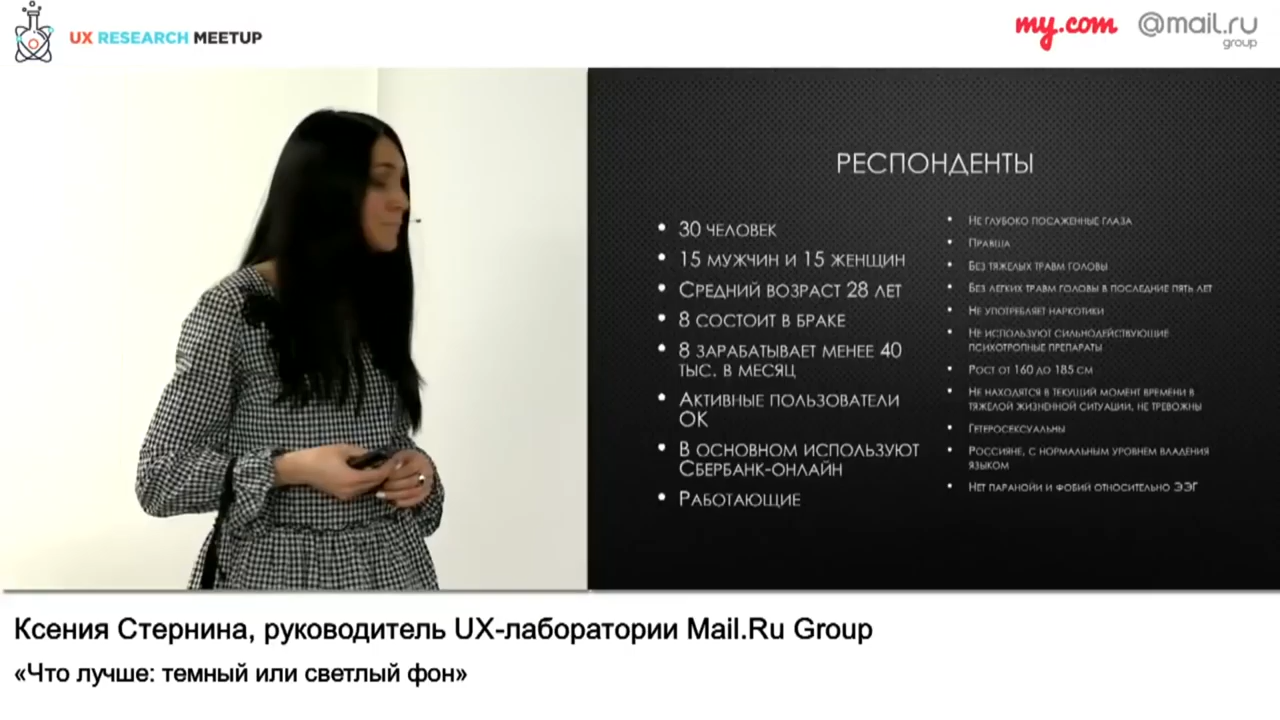 UX RESEARCH MEETUP
my.com @mail.ru
group
РЕСПОНДЕНТЫ
• 30 ЧЕЛОВЕК
• 15 МУЖЧИН И 15 ЖЕНЩИН
• СРЕДНИЙ ВОЗРАСТ 28 ЛЕТ
• 8 СОСТОИТ В БРАКЕ
• 8 ЗАРАБАТЫВАЕТ МЕНЕЕ 40
ТЫС. В МЕСЯЦ
• АКТИВНЫЕ ПОЛЬЗОВАТЕЛИ
ОК
• В ОСНОВНОМ ИСПОЛЬЗУЮТ
СБЕРБАНК-ОНЛАЙН
• РАБОТАЮЩИЕ
• НЕ ГЛУБОКО ПОСАЖЕННЫЕ ГЛАЗА
• ПРАВША
• БЕЗ ТЯЖЕЛЫХ ТРАВМ ГОЛОВЫ
• БЕЗ ЛЕГКИХ ТРАВМ ГОЛОВЫ В ПОСЛЕДНИЕ ПЯТЬ ЛЕТ
• НЕ УПОТРЕБЛЯЕТ НАРКОТИКИ
• НЕ ИСПОЛЬЗУЮТ СИЛЬНОДЕЙСТВУЮЩИЕ
ПСИХОТРОПНЫЕ ПРЕПАРАТЫ
• РОСТ ОТ 160 ДО 185 СМ
• НЕ НАХОДЯТСЯ В ТЕКУЩИЙ МОМЕНТ ВРЕМЕНИ В
ТЯЖЕЛОЙ ЖИЗНЕННОЙ СИТУАЦИИ, НЕ ТРЕВОЖНЫ
• ГЕТЕРОСЕКСУАЛЬНЫ
• РОССИЯНЕ, С НОРМАЛЬНЫМ УРОВНЕМ ВЛАДЕНИЯ
ЯЗЫКОМ
• НЕТ ПАРАНОЙИ И ФОБИЙ ОТНОСИТЕЛЬНО ЭЭГ
Ксения Стернина, руководитель UX-лаборатории Mail.Ru Group
«Что лучше: темный или светлый фон»